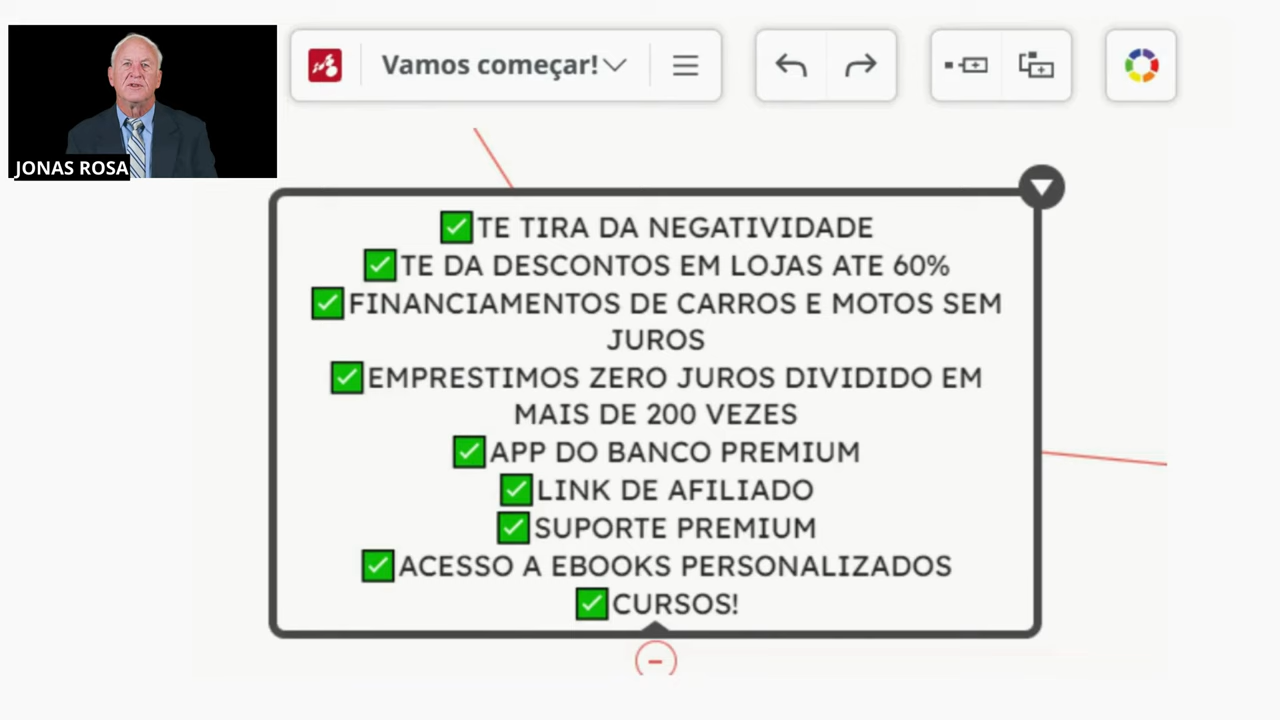 JONAS ROSA
Vamos começar!
✅TE TIRA DA NEGATIVIDADE
✅TE DA DESCONTOS EM LOJAS ATE 60%
✅FINANCIAMENTOS DE CARROS E MOTOS SEM
JUROS
✅EMPRESTIMOS ZERO JUROS DIVIDIDO EM
MAIS DE 200 VEZES
✅APP DO BANCO PREMIUM
✅LINK DE AFILIADO
✅SUPORTE PREMIUM
✅ACESSO A EBOOKS PERSONALIZADOS
✅CURSOS!